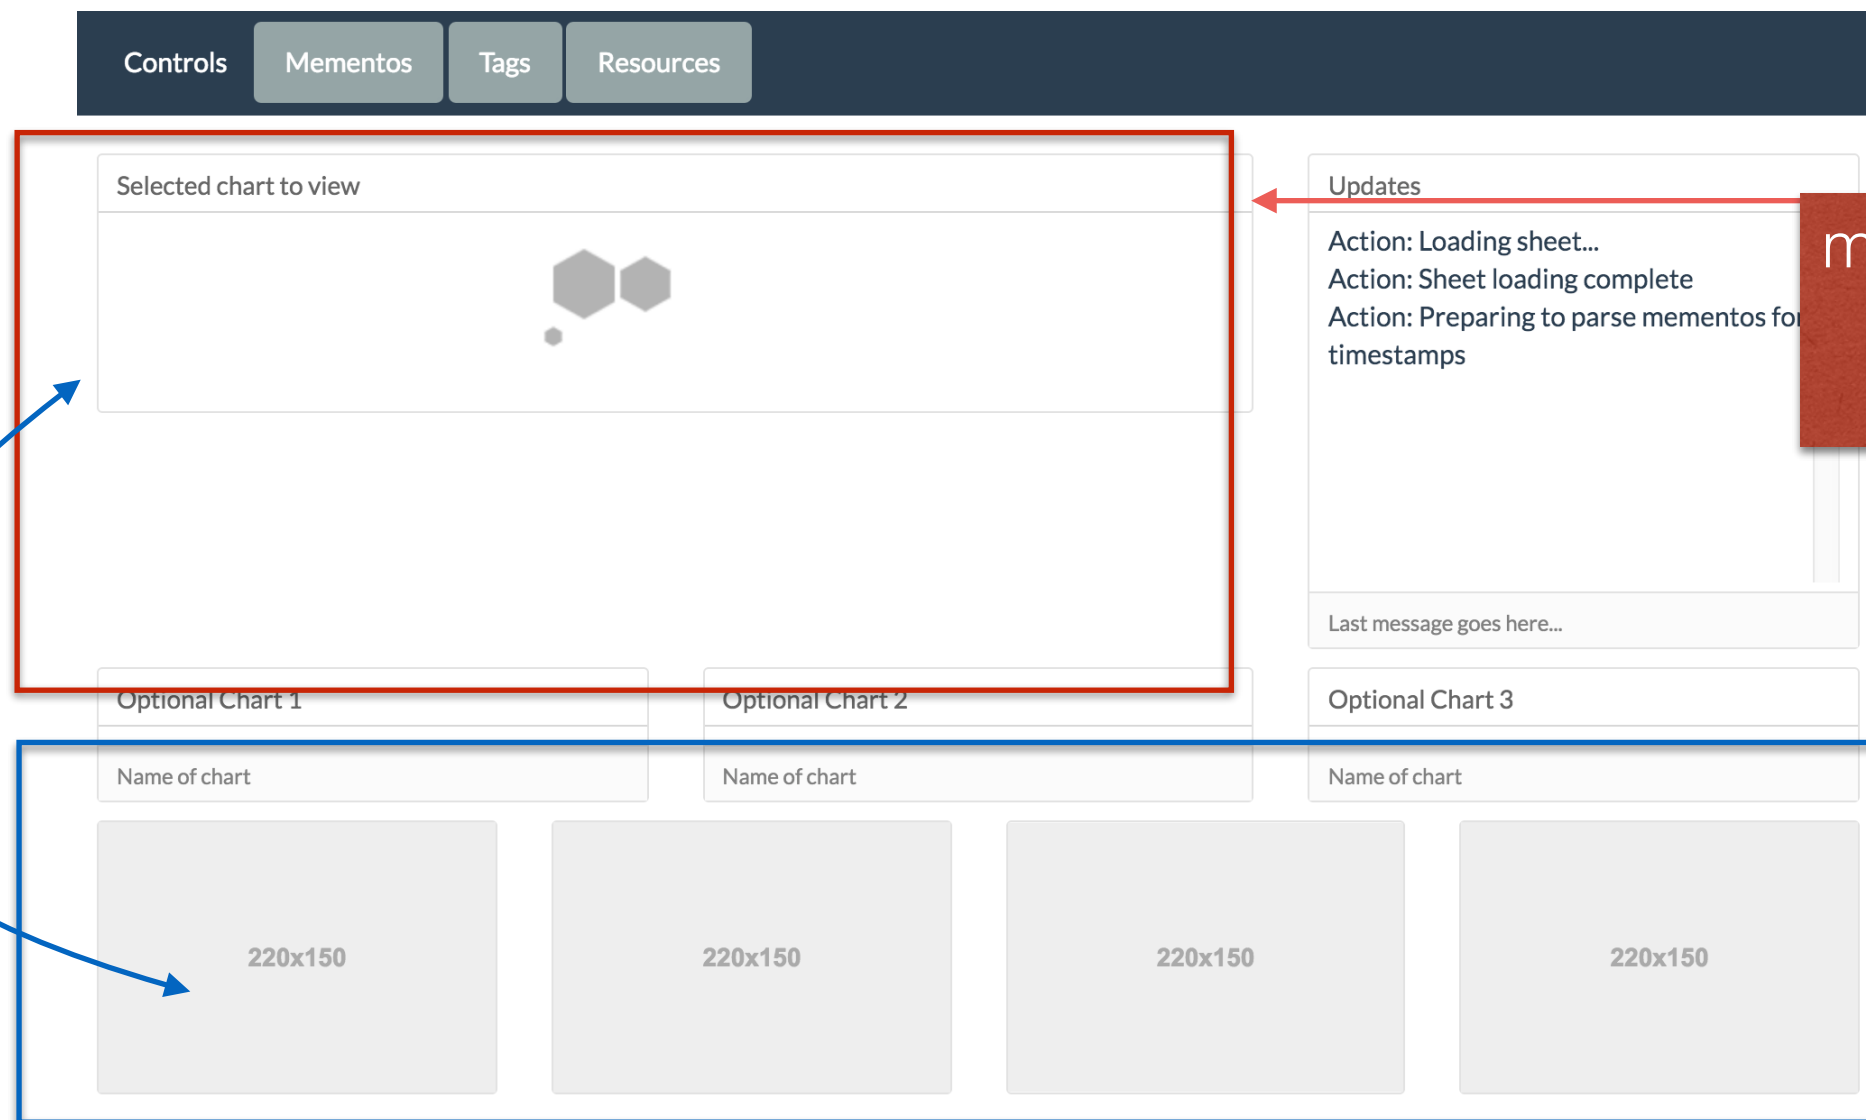 Controls Mementos Tags Resources
Selected chart to view
Updates
Action: Loading sheet...
Action: Sheet loading complete
Action: Preparing to parse mementos for
timestamps
m
Last message goes here...
Optional Chart 1
Optional Chart 2
Optional Chart 3
Name of chart
Name of chart
Name of chart
220x150
220x150
220x150
220x150